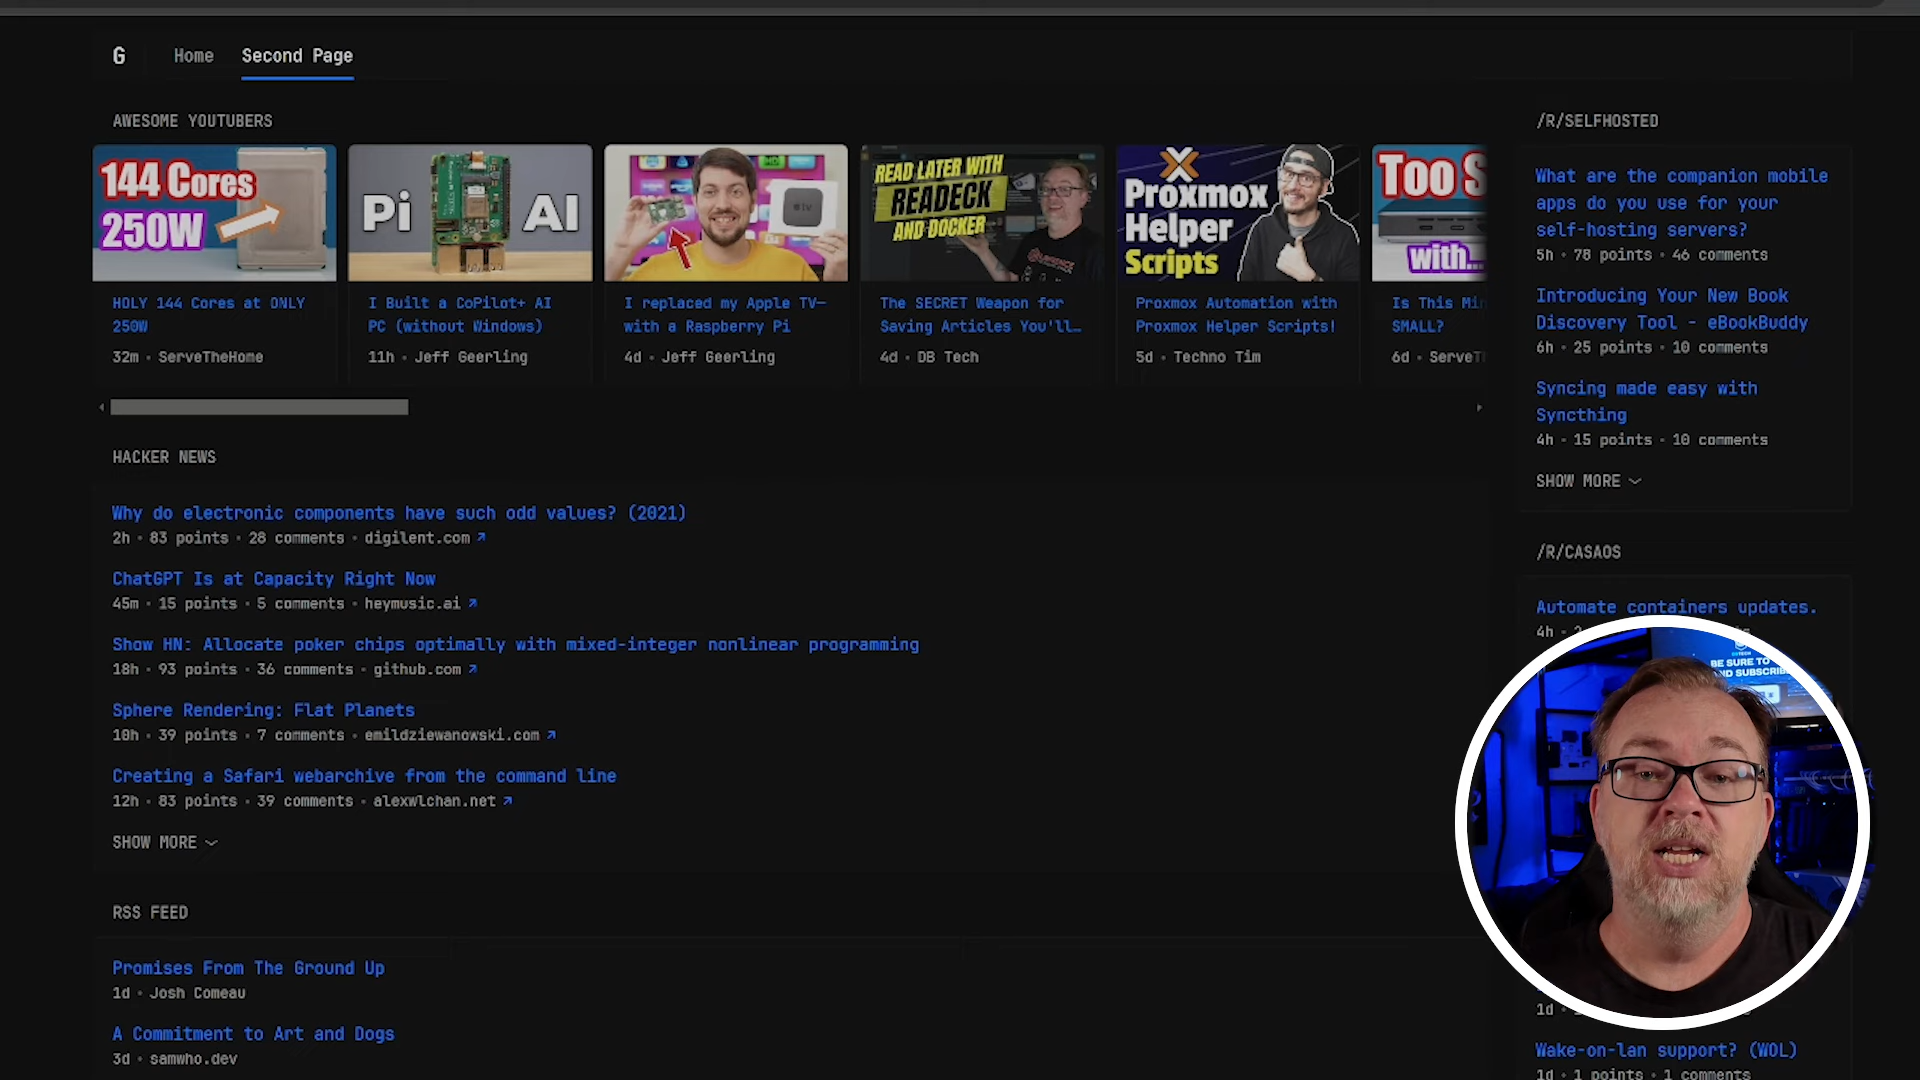 G
Home
Second Page
AWESOME YOUTUBERS
144 Cores
250W
HOLY 144 Cores at ONLY
250W
32m · ServeTheHome
Pi AI
I Built a CoPilot+ AI
PC (without Windows)
11h · Jeff Geerling
I replaced my Apple TV—
with a Raspberry Pi
4d · Jeff Geerling
READ LATER WITH
READECK
AND DOCKER
The SECRET Weapon for
Saving Articles You'll…
4d · DB Tech
Proxmox
Helper
Scripts
Proxmox Automation with
Proxmox Helper Scripts!
5d · Techno Tim
Too S
with...
Is This Mi
SMALL?
6d · ServeT
HACKER NEWS
Why do electronic components have such odd values? (2021)
2h · 83 points · 28 comments · digilent.com
ChatGPT Is at Capacity Right Now
45m · 15 points · 5 comments · heymusic.ai
Show HN: Allocate poker chips optimally with mixed-integer nonlinear programming
18h · 93 points · 36 comments · github.com
Sphere Rendering: Flat Planets
10h · 39 points · 7 comments · emildziewanowski.com
Creating a Safari webarchive from the command line
12h · 83 points · 39 comments · alexwlchan.net
SHOW MORE
RSS FEED
Promises From The Ground Up
1d · Josh Comeau
A Commitment to Art and Dogs
3d · samwho.dev
/R/SELFHOSTED
What are the companion mobile
apps do you use for your
self-hosting servers?
5h · 78 points · 46 comments
Introducing Your New Book
Discovery Tool - eBookBuddy
6h · 25 points · 10 comments
Syncing made easy with
Syncthing
4h · 15 points · 10 comments
SHOW MORE
/R/CASAOS
Automate containers updates.
4h
BE SURE TO
AND SUBSCRIBE
1d ·
Wake-on-lan support? (WOL)
1d · 1 points · 1 comments